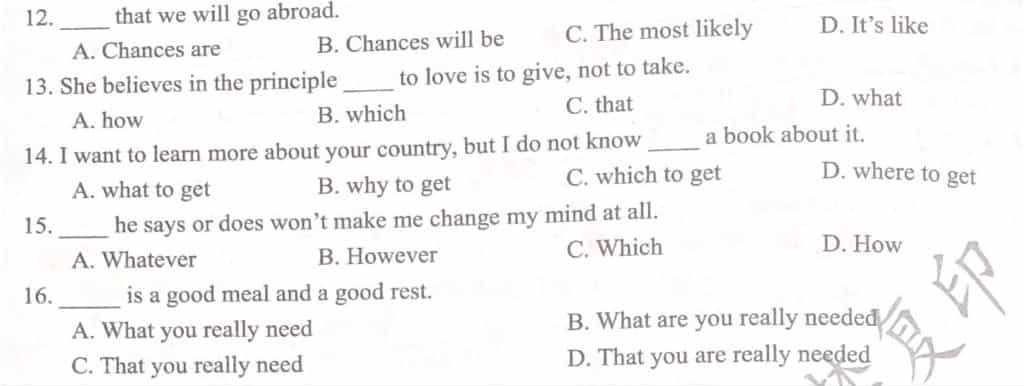 12. _____ that we will go abroad.
A. Chances are B. Chances will be C. The most likely D. It's like
13. She believes in the principle _____ to love is to give, not to take.
A. how B. which C. that D. what
14. I want to learn more about your country, but I do not know _____ a book about it.
A. what to get B. why to get C. which to get D. where to get
15. _____ he says or does won't make me change my mind at all.
A. Whatever B. However C. Which D. How
16. ______ is a good meal and a good rest.
A. What you really need B. What are you really needed
C. That you really need D. That you are really needed
复印